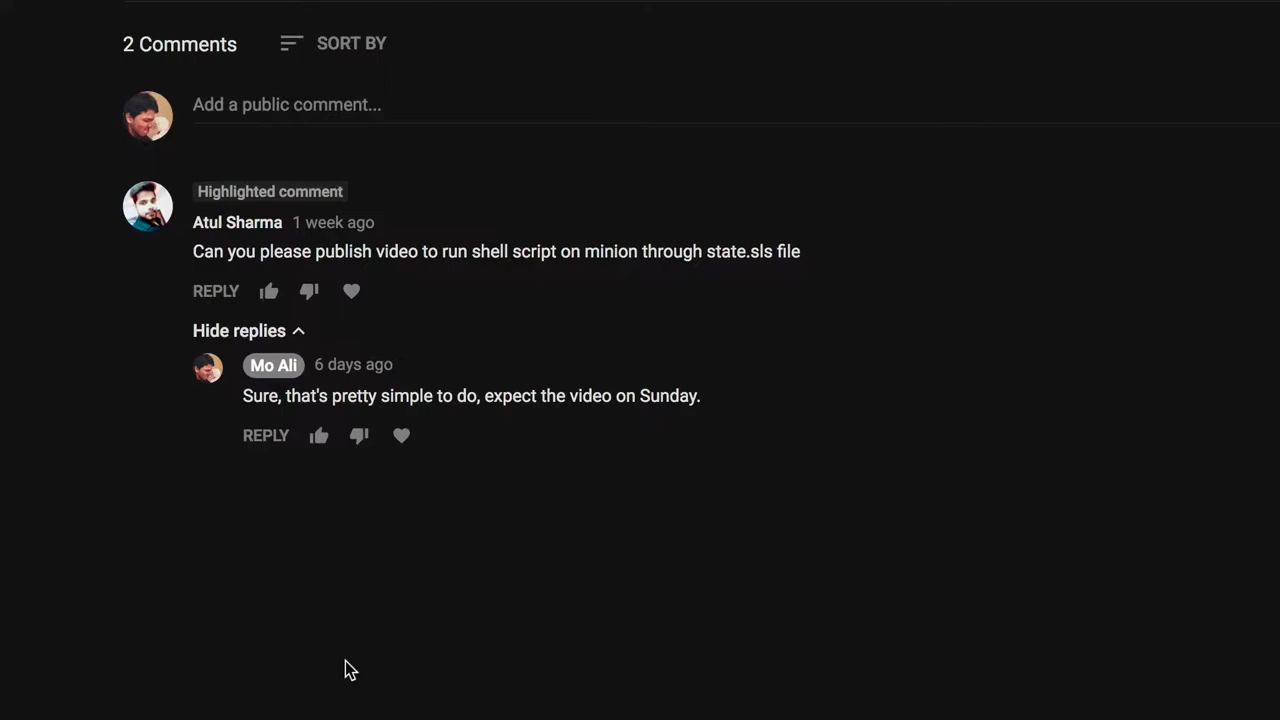 2 Comments
SORT BY
Add a public comment...
Highlighted comment
Atul Sharma 1 week ago
Can you please publish video to run shell script on minion through state.sls file
REPLY
Hide replies
Mo Ali 6 days ago
Sure, that's pretty simple to do, expect the video on Sunday.
REPLY